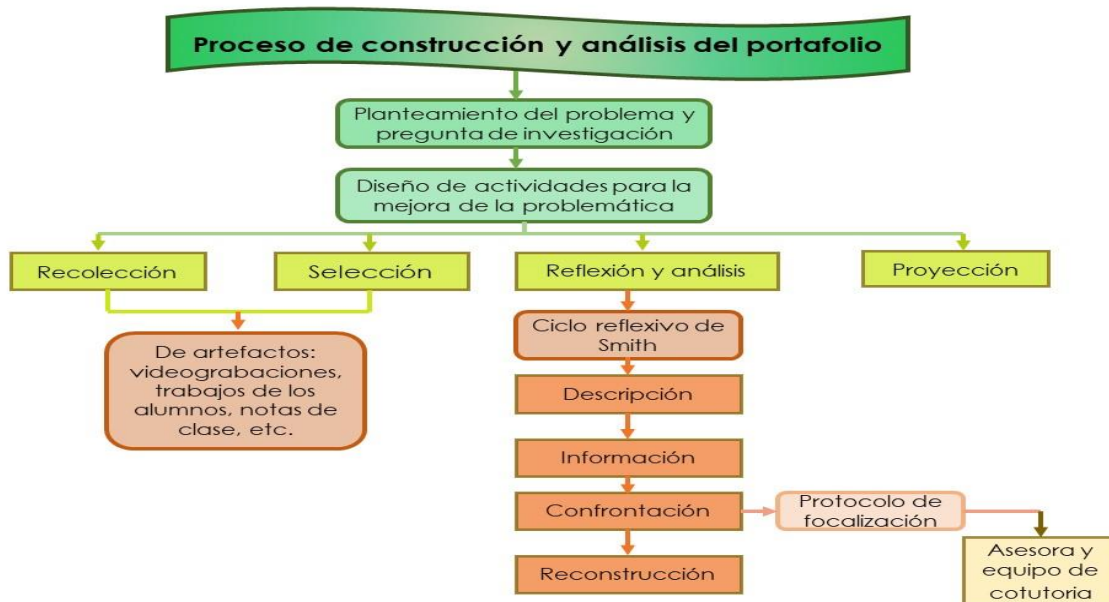 Proceso de construcción y análisis del portafolio
Planteamiento del problema y
pregunta de investigación
Diseño de actividades para la
mejora de la problemática
Recolección
Selección
Reflexión y análisis
Proyección
De artefactos:
videograbaciones,
trabajos de los
alumnos, notas de
clase, etc.
Ciclo reflexivo de
Smith
Descripción
Información
Confrontación
Protocolo de
focalización
Asesora y
equipo de
cotutoria
Reconstrucción